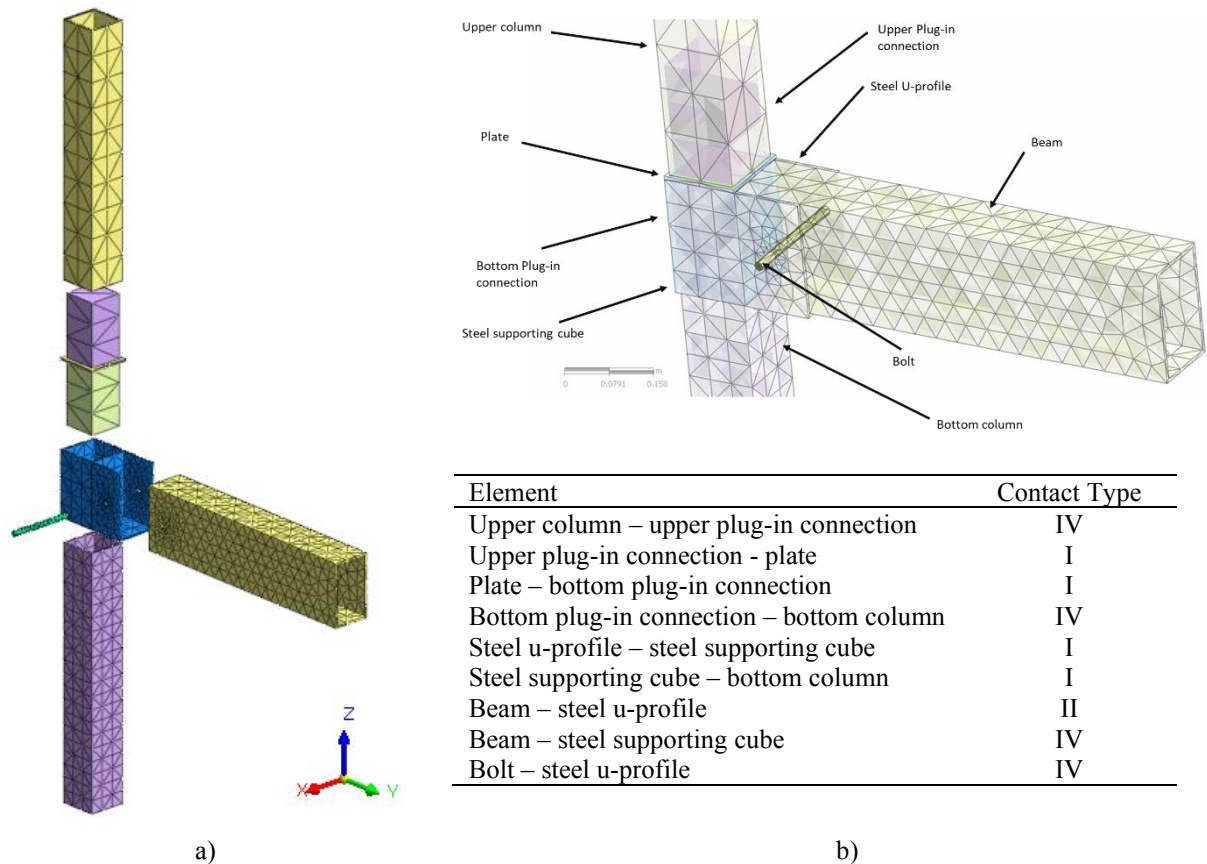 Upper column
Upper Plug-in
connection
Steel U-profile
Plate
Beam
Bottom Plug-in
connection
Steel supporting cube
Bolt
m
0 0.0791 0.158
Bottom column
Z
X
Y
Element Contact Type
Upper column – upper plug-in connection IV
Upper plug-in connection - plate I
Plate – bottom plug-in connection I
Bottom plug-in connection – bottom column IV
Steel u-profile – steel supporting cube I
Steel supporting cube – bottom column I
Beam – steel u-profile II
Beam – steel supporting cube IV
Bolt – steel u-profile IV
a) b)